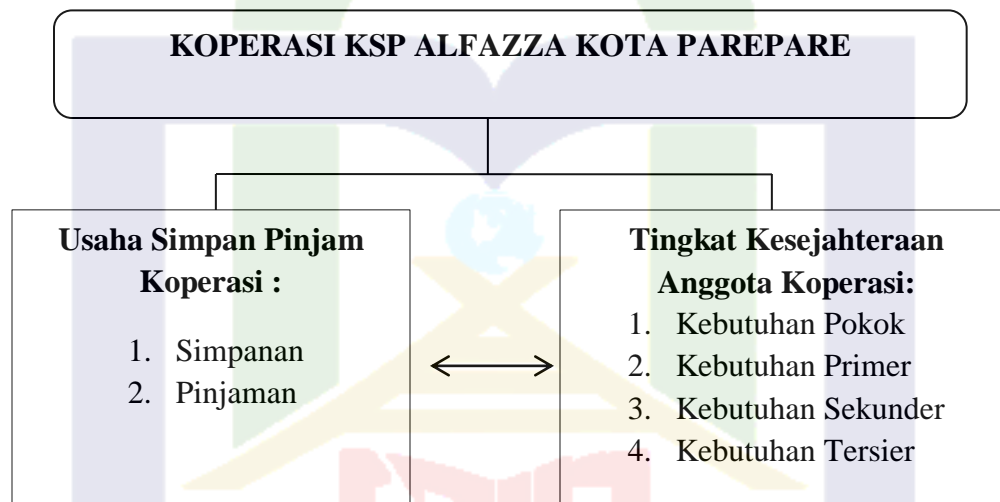 KOPERASI KSP ALFAZZA KOTA PAREPARE
Usaha Simpan Pinjam
Koperasi :
1. Simpanan
2. Pinjaman
Tingkat Kesejahteraan
Anggota Koperasi:
1. Kebutuhan Pokok
2. Kebutuhan Primer
3. Kebutuhan Sekunder
4. Kebutuhan Tersier